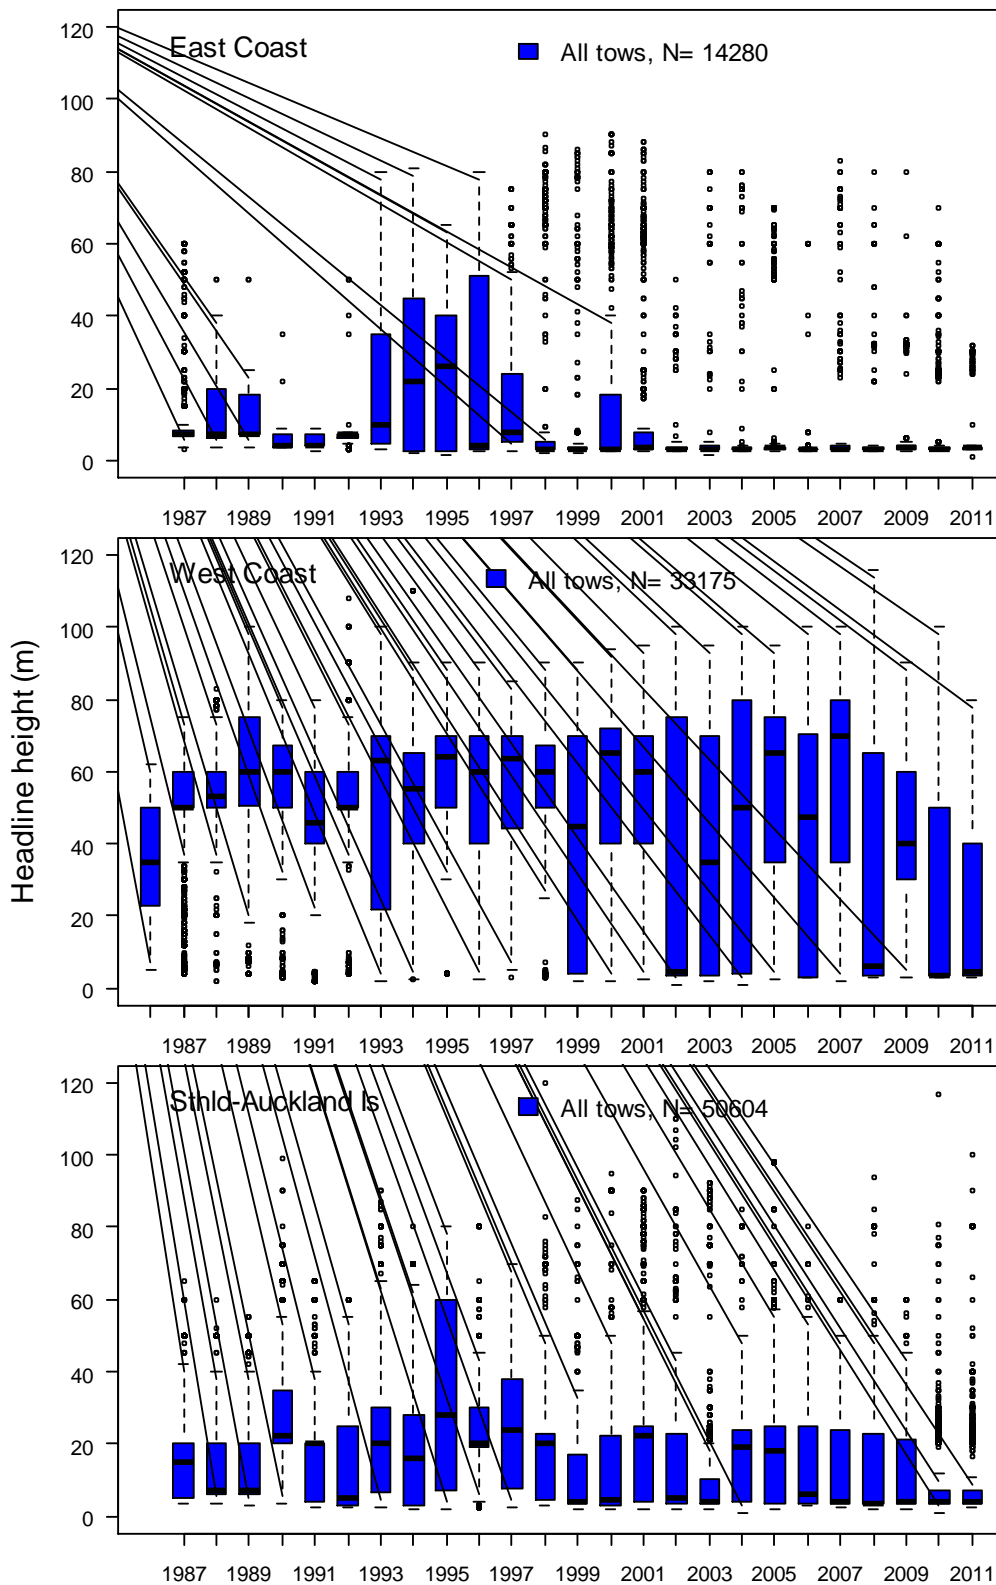 East Coast
All tows, N= 14280
120
100
80
60
40
20
0
1987 1989 1991 1993 1995 1997 1999 2001 2003 2005 2007 2009 2011
West Coast
All tows, N= 33175
120
100
80
60
40
20
0
1987 1989 1991 1993 1995 1997 1999 2001 2003 2005 2007 2009 2011
Headline height (m)
Sthld-Auckland Is
All tows, N= 50604
120
100
80
60
40
20
0
1987 1989 1991 1993 1995 1997 1999 2001 2003 2005 2007 2009 2011